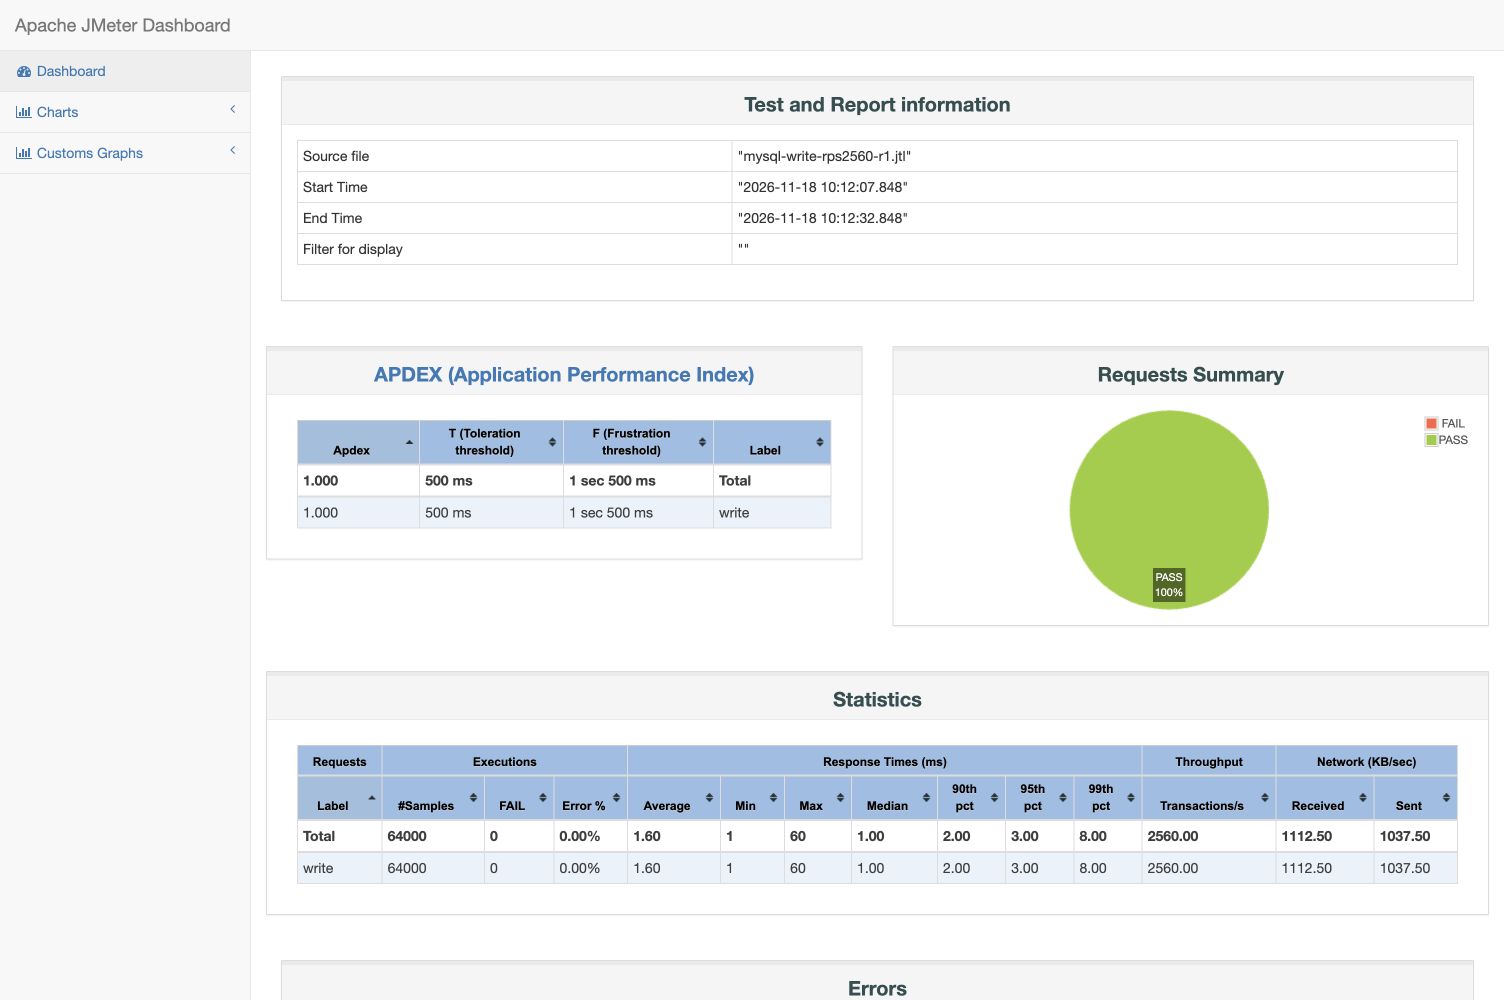 Apache JMeter Dashboard
Dashboard
Charts
Customs Graphs
Test and Report information
Source file "mysql-write-rps2560-r1.jtl"
Start Time "2026-11-18 10:12:07.848"
End Time "2026-11-18 10:12:32.848"
Filter for display ""
APDEX (Application Performance Index)
Apdex T (Toleration threshold) F (Frustration threshold) Label
1.000 500 ms 1 sec 500 ms Total
1.000 500 ms 1 sec 500 ms write
Requests Summary
FAIL
PASS
PASS
100%
Statistics
Requests Executions Response Times (ms) Throughput Network (KB/sec)
Label #Samples FAIL Error % Average Min Max Median 90th pct 95th pct 99th pct Transactions/s Received Sent
Total 64000 0 0.00% 1.60 1 60 1.00 2.00 3.00 8.00 2560.00 1112.50 1037.50
write 64000 0 0.00% 1.60 1 60 1.00 2.00 3.00 8.00 2560.00 1112.50 1037.50
Errors